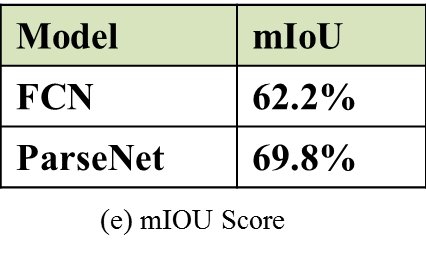 Model mIoU
FCN 62.2%
ParseNet 69.8%
(e) mIOU Score